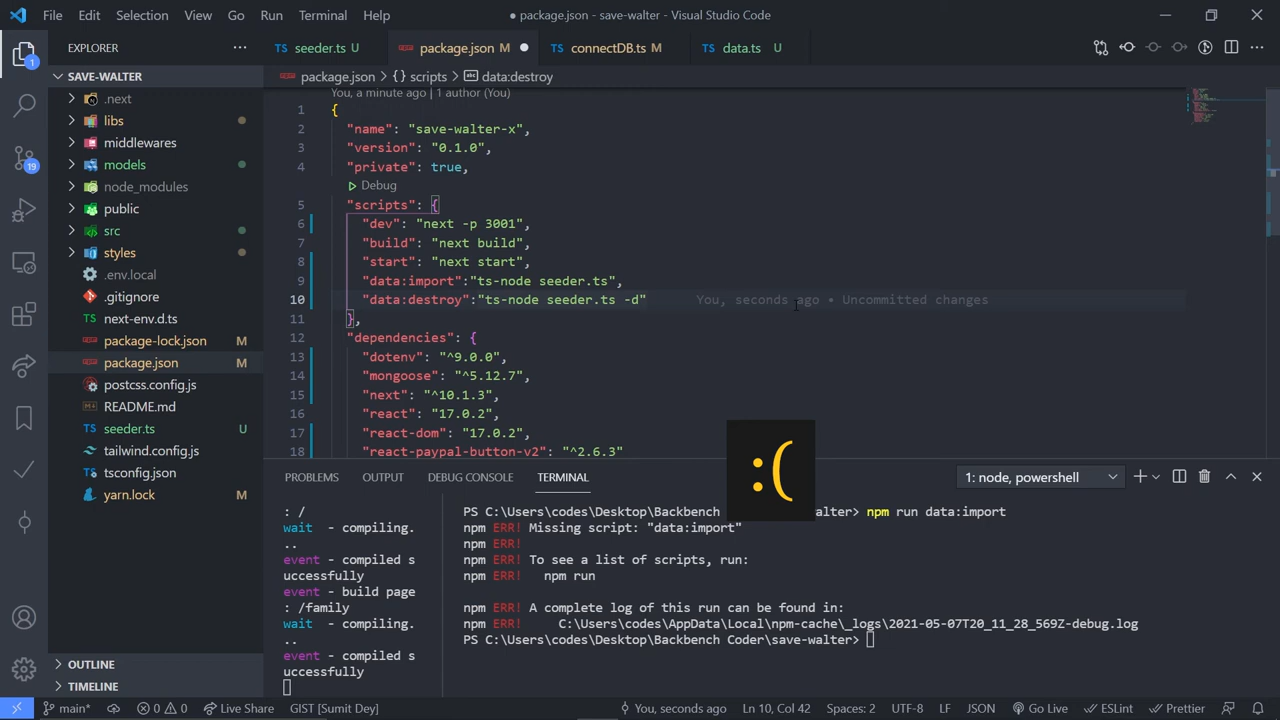 File Edit Selection View Go Run Terminal Help
● package.json - save-walter - Visual Studio Code
EXPLORER
seeder.ts U
package.json M
connectDB.ts M
data.ts U
SAVE-WALTER
package.json > {} scripts > data:destroy
.next
libs
middlewares
models
node_modules
public
src
styles
.env.local
.gitignore
next-env.d.ts
package-lock.json M
package.json M
postcss.config.js
README.md
seeder.ts U
tailwind.config.js
tsconfig.json
yarn.lock M
OUTLINE
TIMELINE
1
19
You, a minute ago | 1 author (You)
1 {
2 "name": "save-walter-x",
3 "version": "0.1.0",
4 "private": true,
Debug
5 "scripts": {
6 "dev": "next -p 3001",
7 "build": "next build",
8 "start": "next start",
9 "data:import":"ts-node seeder.ts",
10 "data:destroy":"ts-node seeder.ts -d" You, seconds ago • Uncommitted changes
11 },
12 "dependencies": {
13 "dotenv": "^9.0.0",
14 "mongoose": "^5.12.7",
15 "next": "^10.1.3",
16 "react": "17.0.2",
17 "react-dom": "17.0.2",
18 "react-paypal-button-v2": "^2.6.3"
:(
PROBLEMS OUTPUT DEBUG CONSOLE TERMINAL
1: node, powershell
: /
wait - compiling.
..
event - compiled s
uccessfully
event - build page
: /family
wait - compiling.
..
event - compiled s
uccessfully
PS C:\Users\codes\Desktop\Backbench Coder\save-walter> npm run data:import
npm ERR! Missing script: "data:import"
npm ERR!
npm ERR! To see a list of scripts, run:
npm ERR!   npm run
npm ERR! A complete log of this run can be found in:
npm ERR!     C:\Users\codes\AppData\Local\npm-cache\_logs\2021-05-07T20_11_28_569Z-debug.log
PS C:\Users\codes\Desktop\Backbench Coder\save-walter>
main* 0 0 Live Share GIST [Sumit Dey] You, seconds ago Ln 10, Col 42 Spaces: 2 UTF-8 LF JSON Go Live ESLint Prettier